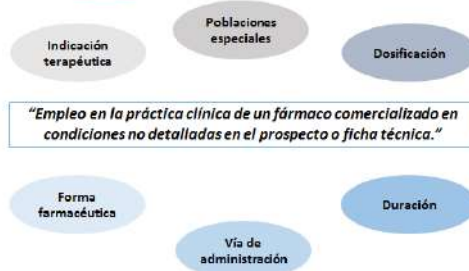 Poblaciones
especiales
Indicación
terapéutica
Dosificación
“Empleo en la práctica clínica de un fármaco comercializado en
condiciones no detalladas en el prospecto o ficha técnica.”
Forma
farmacéutica
Duración
Vía de
administración